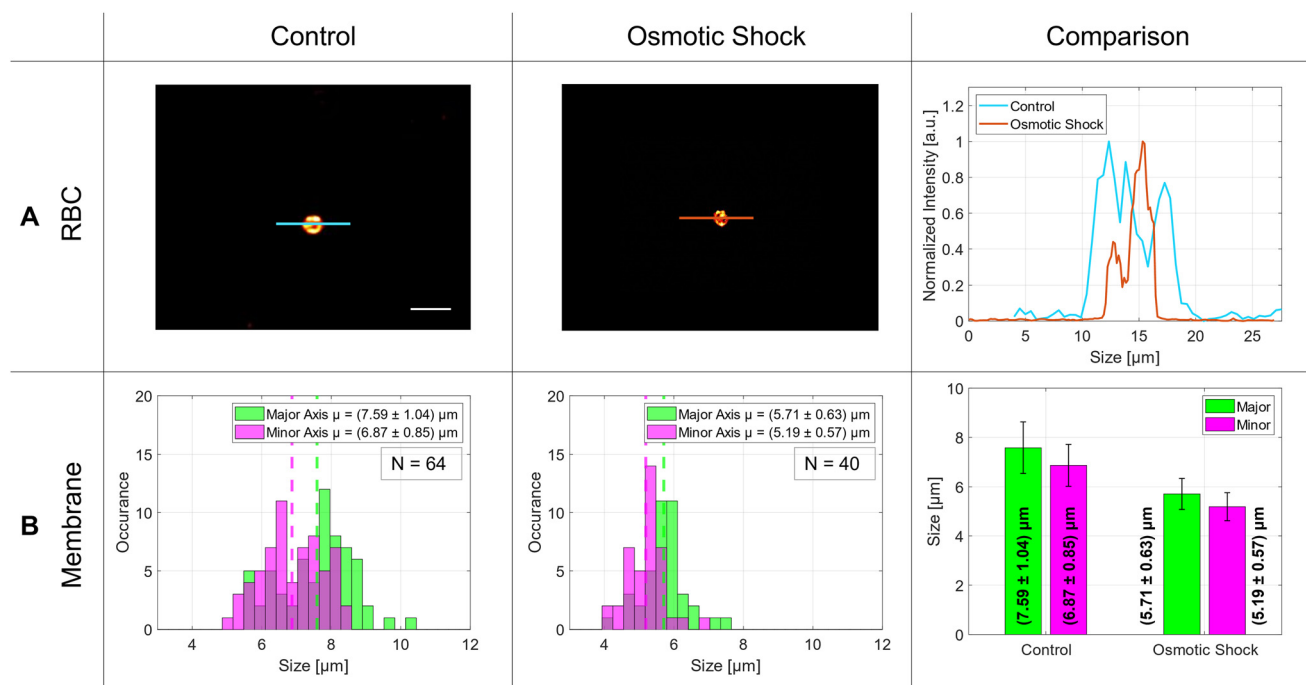 Control
Osmotic Shock
Comparison
A
RBC
Control
Osmotic Shock
Normalized Intensity [a.u.]
1.2
1
0.8
0.6
0.4
0.2
0
0 5 10 15 20 25
Size [µm]
B
Membrane
Major Axis µ = (7.59 ± 1.04) µm
Minor Axis µ = (6.87 ± 0.85) µm
N = 64
Occurance
20
15
10
5
0
4 6 8 10 12
Size [µm]
Major Axis µ = (5.71 ± 0.63) µm
Minor Axis µ = (5.19 ± 0.57) µm
N = 40
Occurance
20
15
10
5
0
4 6 8 10 12
Size [µm]
Major
Minor
Size [µm]
10
8
6
4
2
0
(7.59 ± 1.04) µm
(6.87 ± 0.85) µm
(5.71 ± 0.63) µm
(5.19 ± 0.57) µm
Control
Osmotic Shock